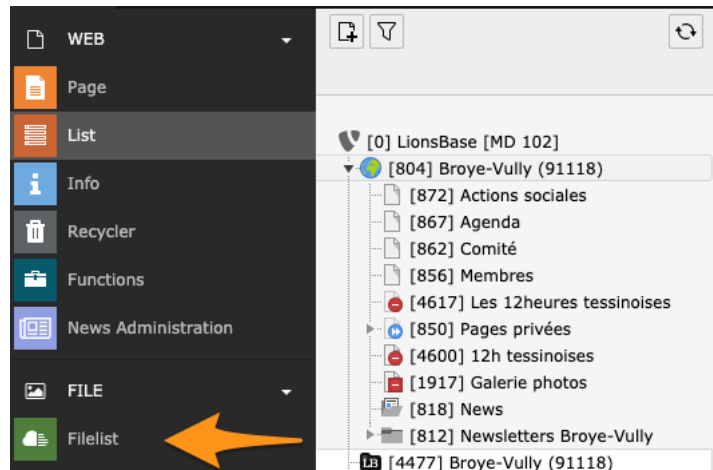 WEB
Page
List
Info
Recycler
Functions
News Administration
FILE
Filelist
[0] LionsBase [MD 102]
[804] Broye-Vully (91118)
[872] Actions sociales
[867] Agenda
[862] Comité
[856] Membres
[4617] Les 12heures tessinoises
[850] Pages privées
[4600] 12h tessinoises
[1917] Galerie photos
[818] News
[812] Newsletters Broye-Vully
LB [4477] Broye-Vully (91118)